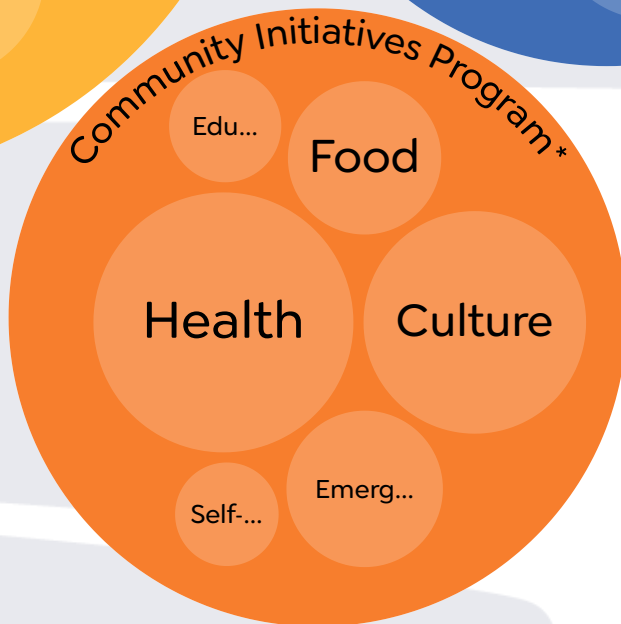 Community Initiatives Program*
Edu...
Food
Health
Culture
Emerg...
Self-...